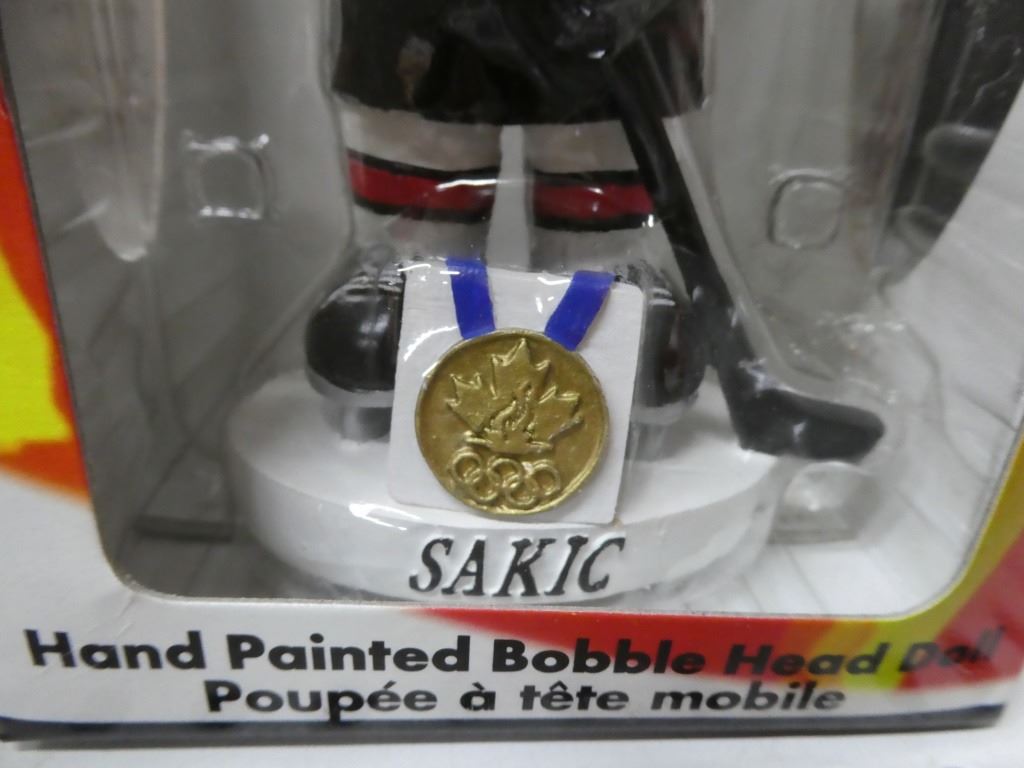 SAKIC
Hand Painted Bobble Head Doll
Poupée à tête mobile